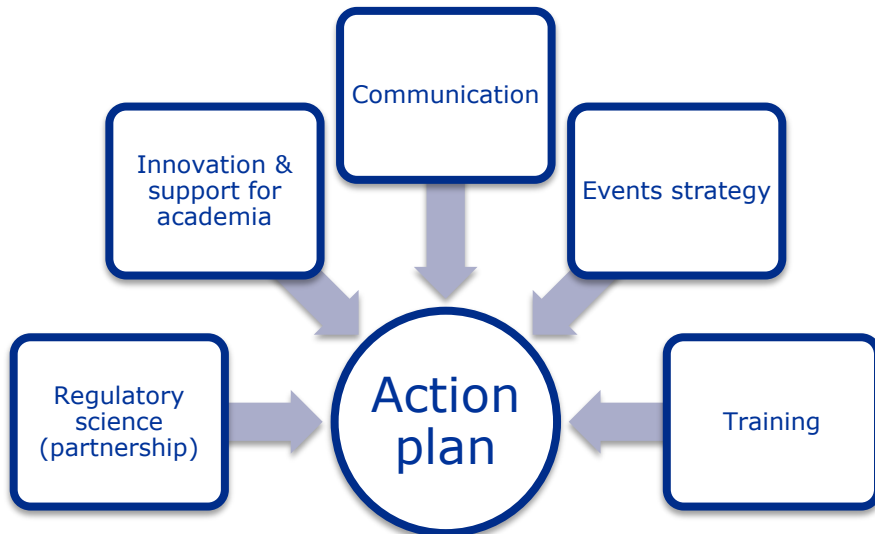 Communication
Innovation &
support for
academia
Events strategy
Regulatory
science
(partnership)
Action
plan
Training